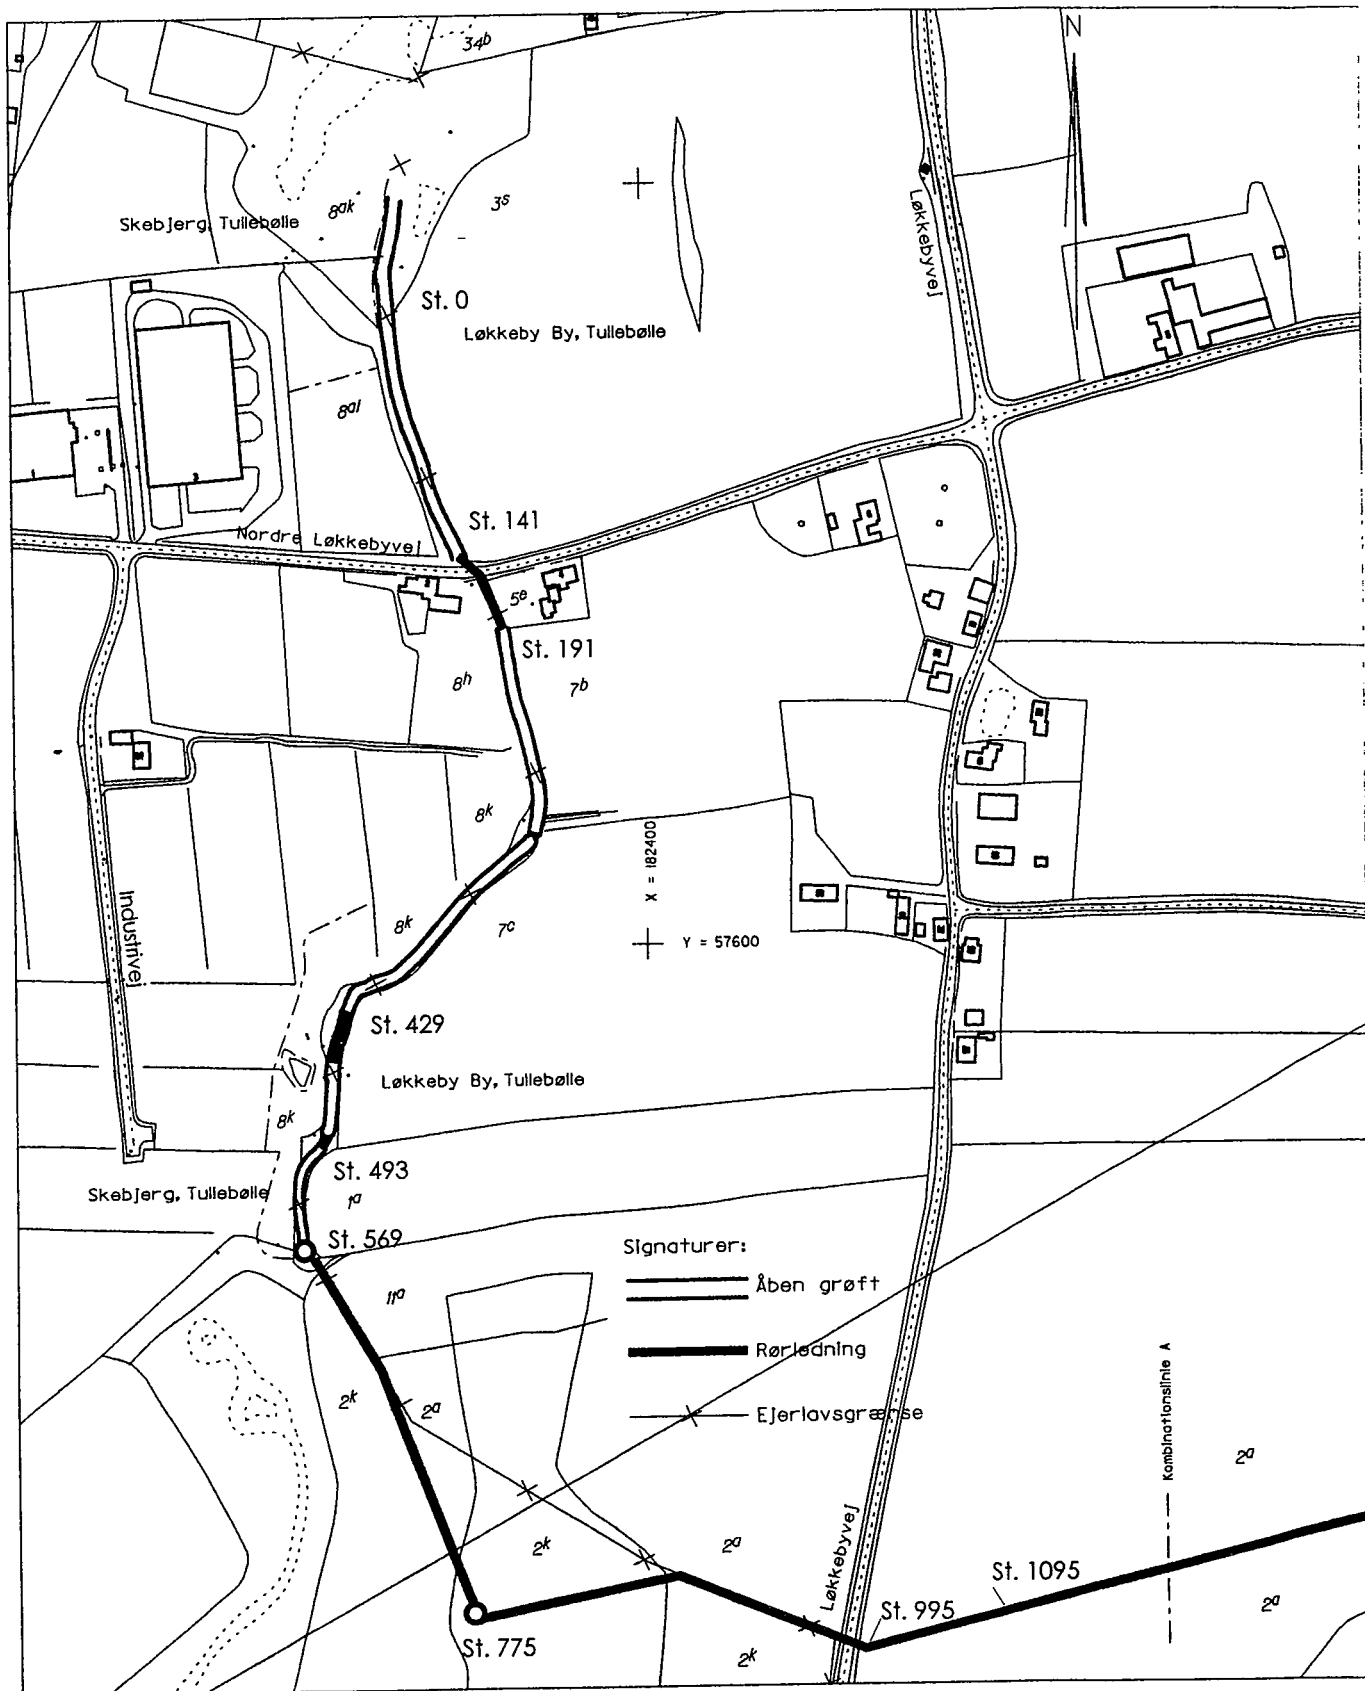 34b
N
Løkkebyvej
8ak
3s
Skebjerg, Tullebølle
St. 0
Løkkeby By, Tullebølle
8al
St. 141
Nordre Løkkebyvej
5e
St. 191
8h
7b
8k
X = 182400
Industrivej
8k
7c
Y = 57600
St. 429
Løkkeby By, Tullebølle
8k
St. 493
Skebjerg, Tullebølle
1a
St. 569
Signaturer:
Åben grøft
11a
Rørledning
Kombinationslinie A
2k
2a
Ejerlavsgrænse
2a
2k
2a
Løkkebyvej
St. 1095
St. 995
2a
St. 775
2k